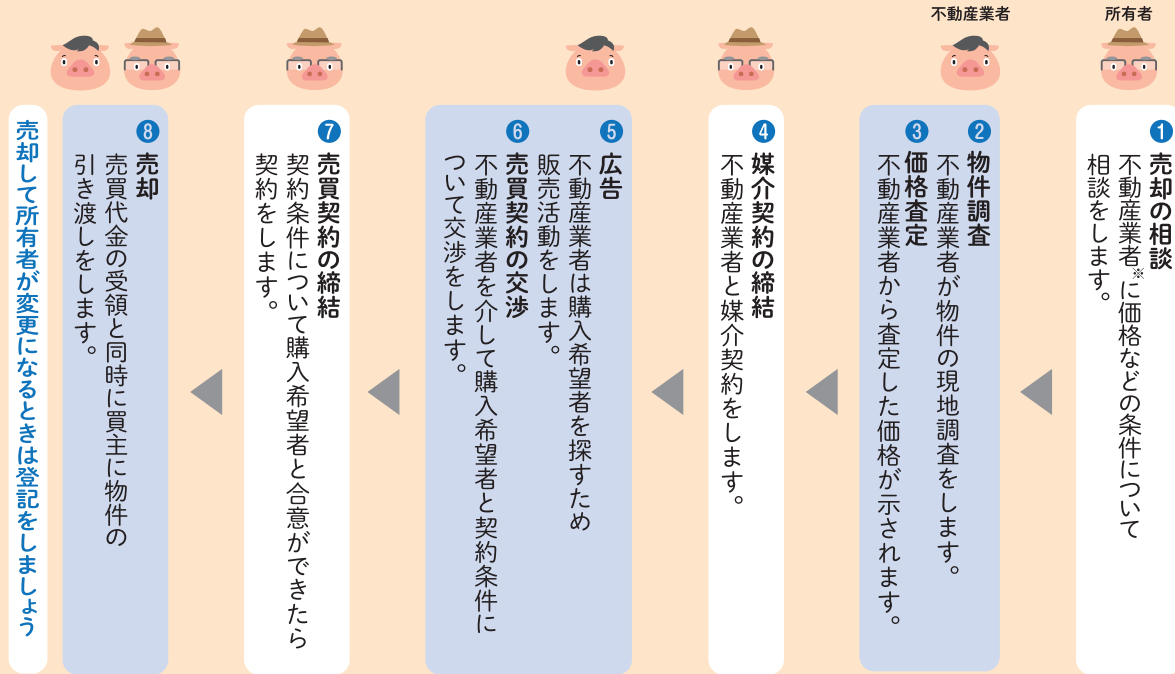 所有者
不動産業者
❶
売却の相談
不動産業者※に価格などの条件について
相談をします。
❷
物件調査
不動産業者が物件の現地調査をします。
❸
価格査定
不動産業者から査定した価格が示されます。
❹
媒介契約の締結
不動産業者と媒介契約をします。
❺
広告
不動産業者は購入希望者を探すため
販売活動をします。
❻
売買契約の交渉
不動産業者を介して購入希望者と契約条件に
ついて交渉をします。
❼
売買契約の締結
契約条件について購入希望者と合意ができたら
契約をします。
❽
売却
売買代金の受領と同時に買主に物件の
引き渡しをします。
売却して所有者が変更になるときは登記をしましょう